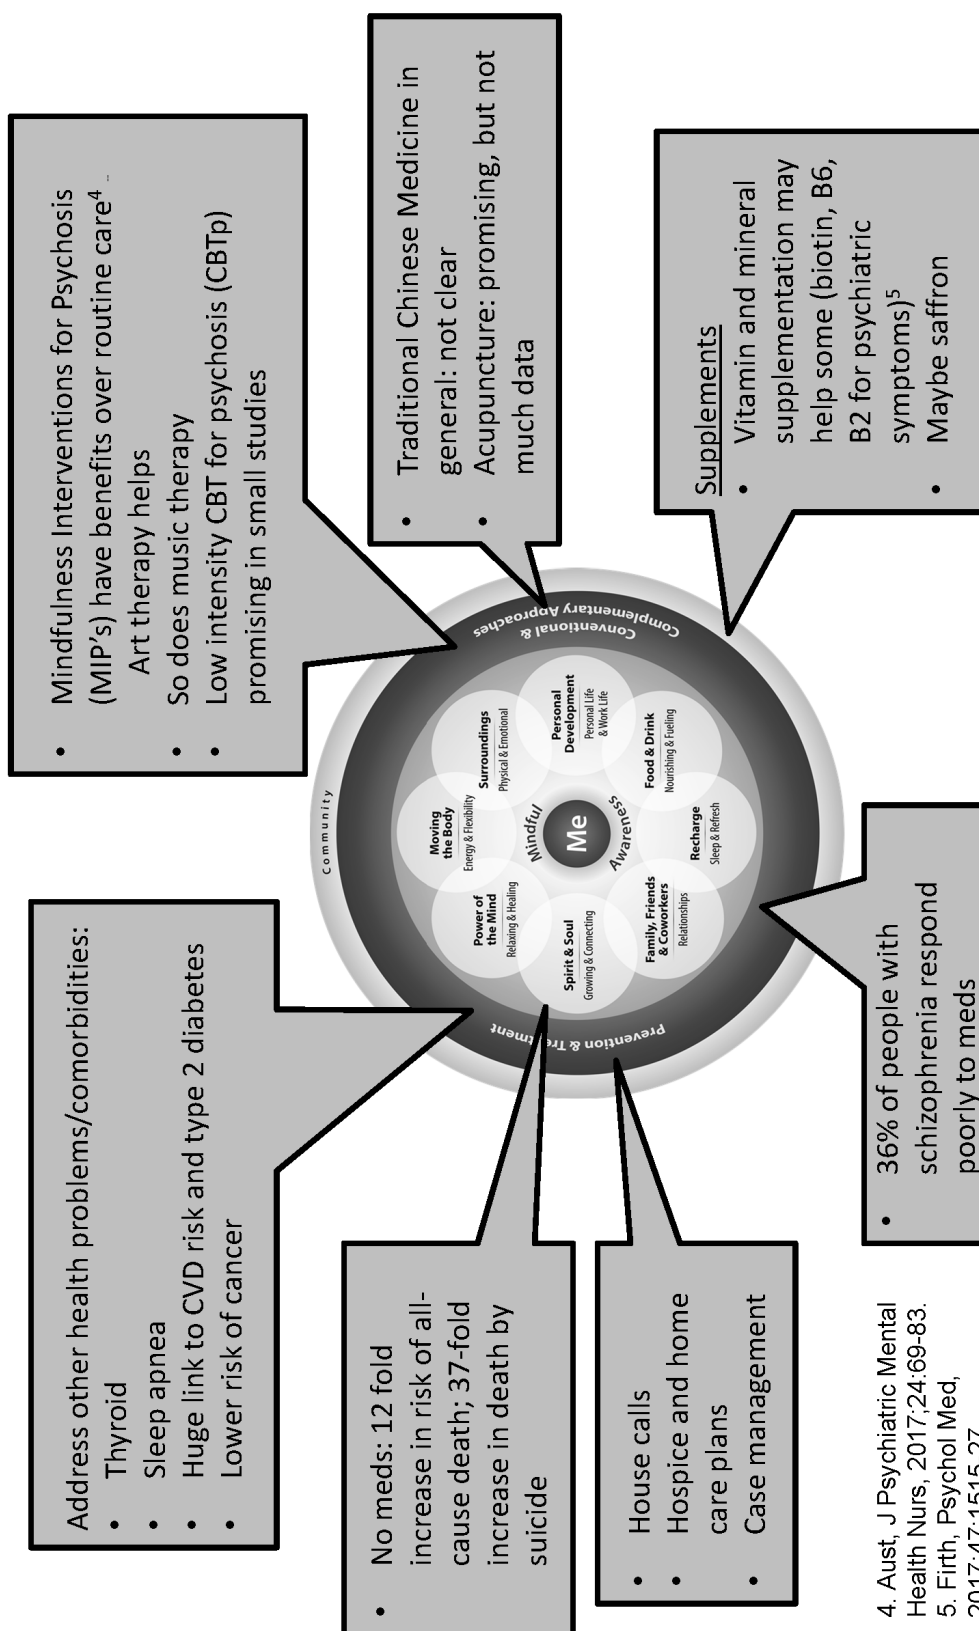 Address other health problems/comorbidities:
• Thyroid
• Sleep apnea
• Huge link to CVD risk and type 2 diabetes
• Lower risk of cancer
• Mindfulness Interventions for Psychosis
(MIP's) have benefits over routine care4
Art therapy helps
• So does music therapy
• Low intensity CBT for psychosis (CBTp)
promising in small studies
• No meds: 12 fold
increase in risk of all-
cause death; 37-fold
increase in death by
suicide
• Traditional Chinese Medicine in
general: not clear
• Acupuncture: promising, but not
much data
• House calls
• Hospice and home
care plans
• Case management
Supplements
• Vitamin and mineral
supplementation may
help some (biotin, B6,
B2 for psychiatric
symptoms)5
• Maybe saffron
• 36% of people with
schizophrenia respond
poorly to meds
Community
Prevention & Treatment
Conventional &
Complementary Approaches
Moving
the Body
Energy & Flexibility
Surroundings
Physical & Emotional
Personal
Development
Personal Life
& Work Life
Food & Drink
Nourishing & Fueling
Recharge
Sleep & Refresh
Family, Friends
& Coworkers
Relationships
Spirit & Soul
Growing & Connecting
Power of
the Mind
Relaxing & Healing
Mindful
Awareness
Me
4. Aust, J Psychiatric Mental
Health Nurs, 2017;24:69-83.
5. Firth, Psychol Med,
2017;47:1515-27